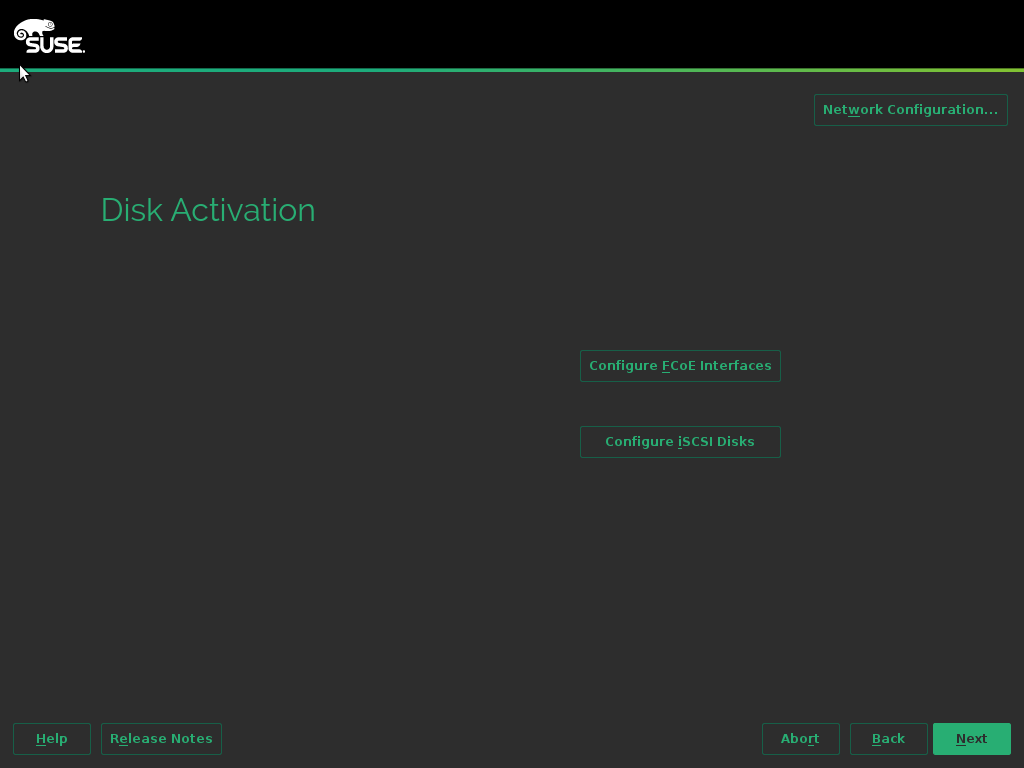 SUSE.
Network Configuration...
Disk Activation
Configure FCoE Interfaces
Configure iSCSI Disks
Help
Release Notes
Abort
Back
Next